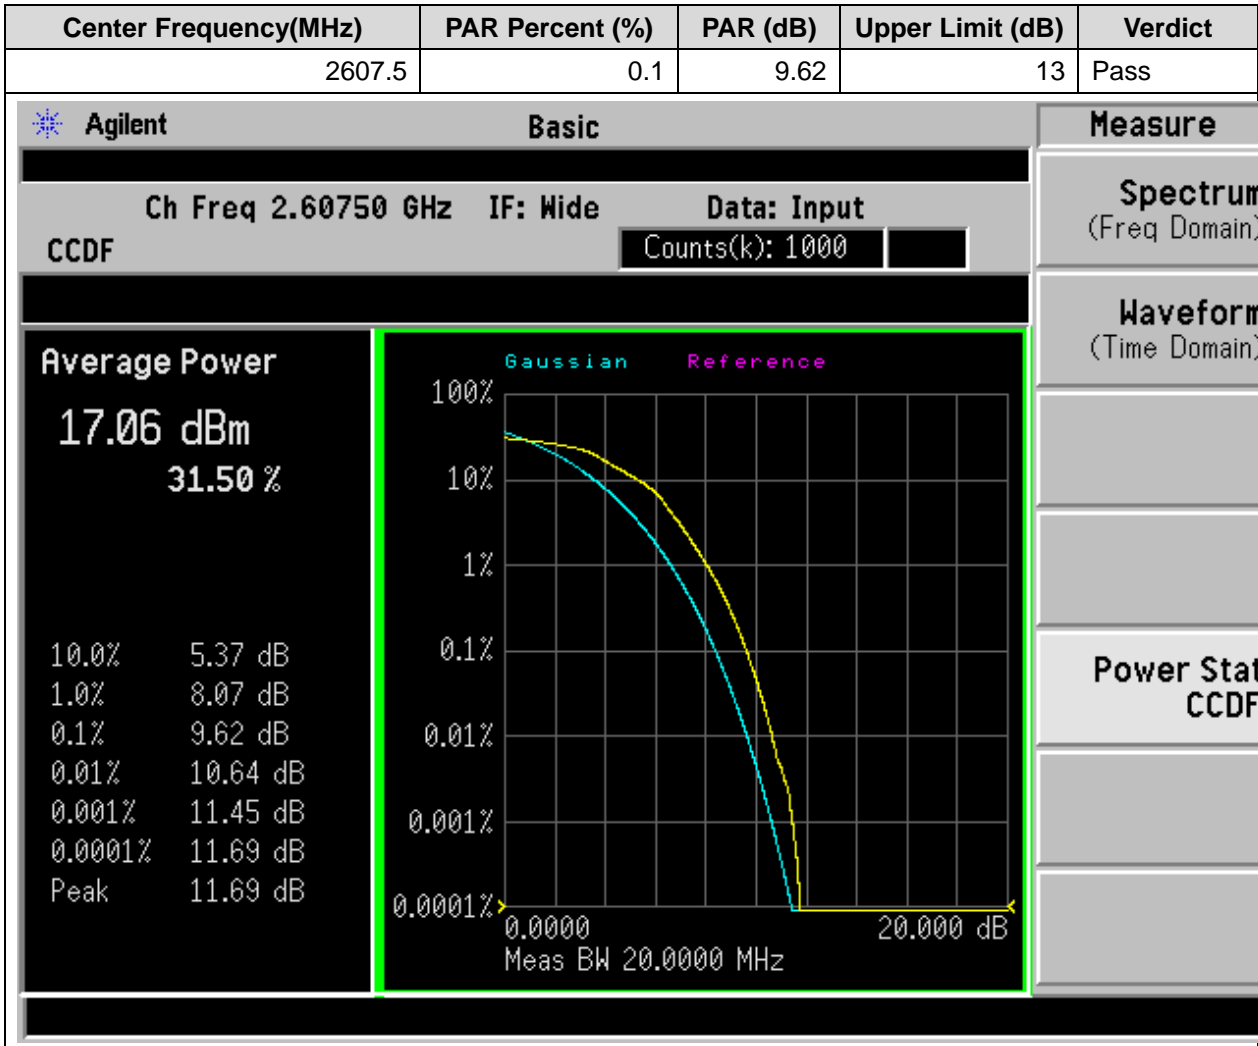 Center Frequency(MHz) PAR Percent (%) PAR (dB) Upper Limit (dB) Verdict
2607.5 0.1 9.62 13 Pass
Agilent Basic Measure
Ch Freq 2.60750 GHz IF: Wide Data: Input
CCDF Counts(k): 1000
Spectrum
(Freq Domain)
Waveform
(Time Domain)
Power Stat
CCDF
Average Power
17.06 dBm
31.50 %
10.0% 5.37 dB
1.0% 8.07 dB
0.1% 9.62 dB
0.01% 10.64 dB
0.001% 11.45 dB
0.0001% 11.69 dB
Peak 11.69 dB
Gaussian Reference
100%
10%
1%
0.1%
0.01%
0.001%
0.0001%
0.0000 20.000 dB
Meas BW 20.0000 MHz